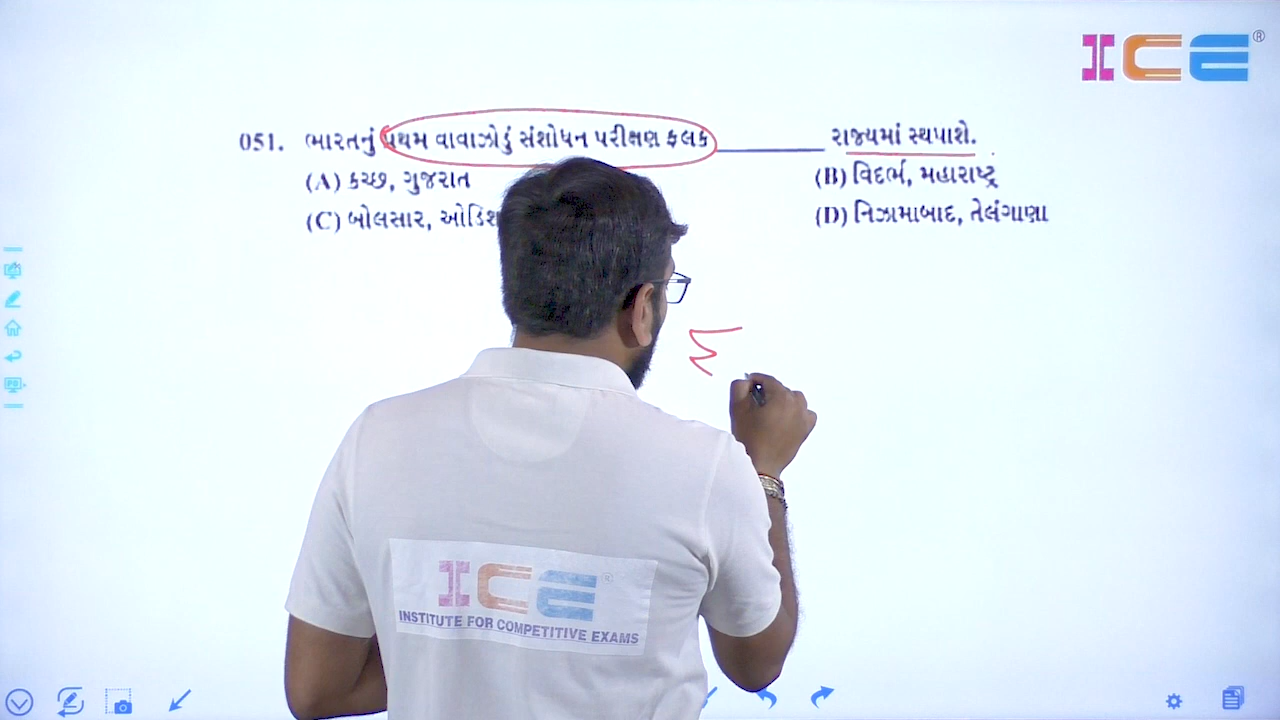 ICE®
051. ભારતનું પ્રથમ વાવાઝોડું સંશોધન પરીક્ષણ ફલક ________ રાજ્યમાં સ્થપાશે.
(A) કચ્છ, ગુજરાત (B) વિદર્ભ, મહારાષ્ટ્ર
(C) બોલસાર, (D) નિઝામાબાદ, તેલંગાણા
ICE®
INSTITUTE FOR COMPETITIVE EXAMS